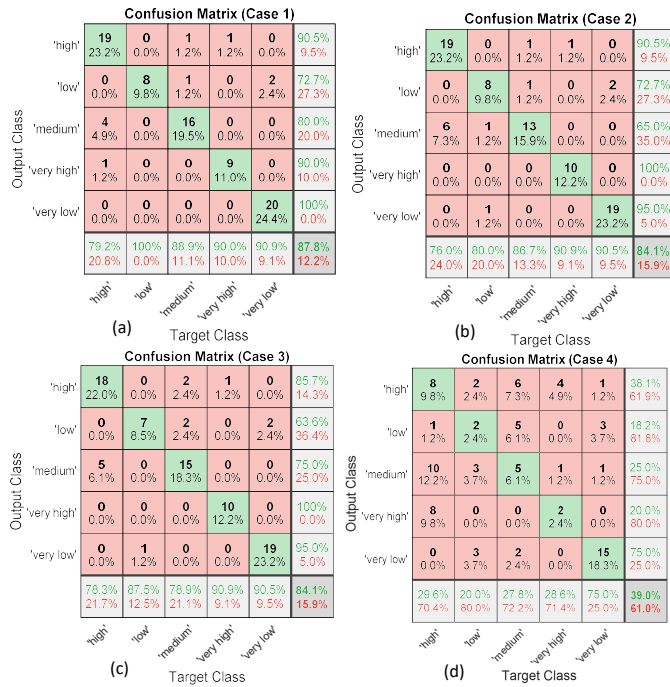 Confusion Matrix (Case 1)
'high' 19 0 1 1 0 90.5%
23.2% 0.0% 1.2% 1.2% 0.0% 9.5%
'low' 0 8 1 0 2 72.7%
0.0% 9.8% 1.2% 0.0% 2.4% 27.3%
'medium' 4 0 16 0 0 80.0%
4.9% 0.0% 19.5% 0.0% 0.0% 20.0%
'very high' 1 0 0 9 0 90.0%
1.2% 0.0% 0.0% 11.0% 0.0% 10.0%
'very low' 0 0 0 0 20 100%
0.0% 0.0% 0.0% 0.0% 24.4% 0.0%
79.2% 100% 88.9% 90.0% 90.9% 87.8%
20.8% 0.0% 11.1% 10.0% 9.1% 12.2%
'high' 'low' 'medium' 'very high' 'very low'
Output Class
Target Class
(a)
Confusion Matrix (Case 2)
'high' 19 0 1 1 0 90.5%
23.2% 0.0% 1.2% 1.2% 0.0% 9.5%
'low' 0 8 1 0 2 72.7%
0.0% 9.8% 1.2% 0.0% 2.4% 27.3%
'medium' 6 1 13 0 0 65.0%
7.3% 1.2% 15.9% 0.0% 0.0% 35.0%
'very high' 0 0 0 10 0 100%
0.0% 0.0% 0.0% 12.2% 0.0% 0.0%
'very low' 0 1 0 0 19 95.0%
0.0% 1.2% 0.0% 0.0% 23.2% 5.0%
76.0% 80.0% 86.7% 90.9% 90.5% 84.1%
24.0% 20.0% 13.3% 9.1% 9.5% 15.9%
'high' 'low' 'medium' 'very high' 'very low'
Output Class
Target Class
(b)
Confusion Matrix (Case 3)
'high' 18 0 2 1 0 85.7%
22.0% 0.0% 2.4% 1.2% 0.0% 14.3%
'low' 0 7 2 0 2 63.6%
0.0% 8.5% 2.4% 0.0% 2.4% 36.4%
'medium' 5 0 15 0 0 75.0%
6.1% 0.0% 18.3% 0.0% 0.0% 25.0%
'very high' 0 0 0 10 0 100%
0.0% 0.0% 0.0% 12.2% 0.0% 0.0%
'very low' 0 1 0 0 19 95.0%
0.0% 1.2% 0.0% 0.0% 23.2% 5.0%
78.3% 87.5% 78.9% 90.9% 90.5% 84.1%
21.7% 12.5% 21.1% 9.1% 9.5% 15.9%
'high' 'low' 'medium' 'very high' 'very low'
Output Class
Target Class
(c)
Confusion Matrix (Case 4)
'high' 8 2 6 4 1 38.1%
9.8% 2.4% 7.3% 4.9% 1.2% 61.9%
'low' 1 2 5 0 3 18.2%
1.2% 2.4% 6.1% 0.0% 3.7% 81.8%
'medium' 10 3 5 1 1 25.0%
12.2% 3.7% 6.1% 1.2% 1.2% 75.0%
'very high' 8 0 0 2 0 20.0%
9.8% 0.0% 0.0% 2.4% 0.0% 80.0%
'very low' 0 3 2 0 15 75.0%
0.0% 3.7% 2.4% 0.0% 18.3% 25.0%
29.6% 20.0% 27.8% 28.6% 75.0% 39.0%
70.4% 80.0% 72.2% 71.4% 25.0% 61.0%
'high' 'low' 'medium' 'very high' 'very low'
Output Class
Target Class
(d)